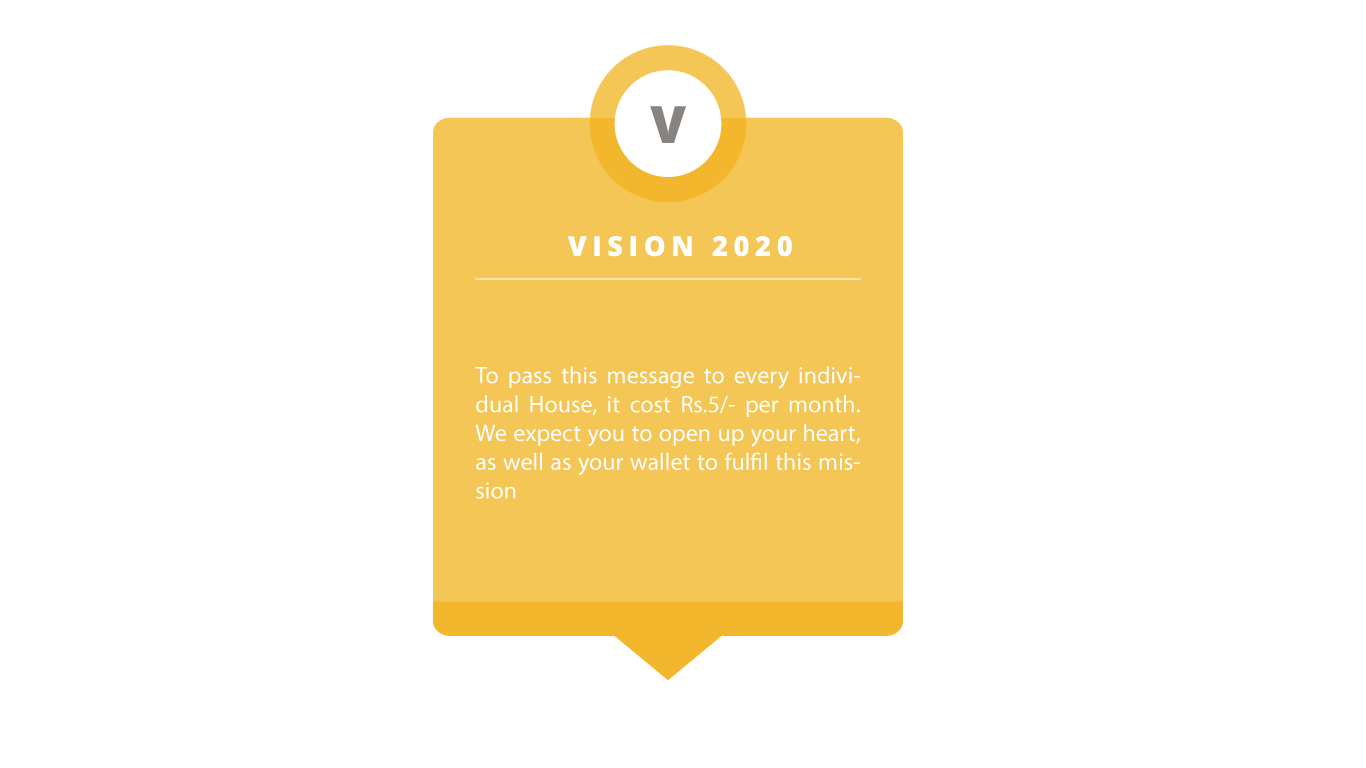 V
VISION 2020
To pass this message to every indivi-
dual House, it cost Rs.5/- per month.
We expect you to open up your heart,
as well as your wallet to fulfil this mis-
sion